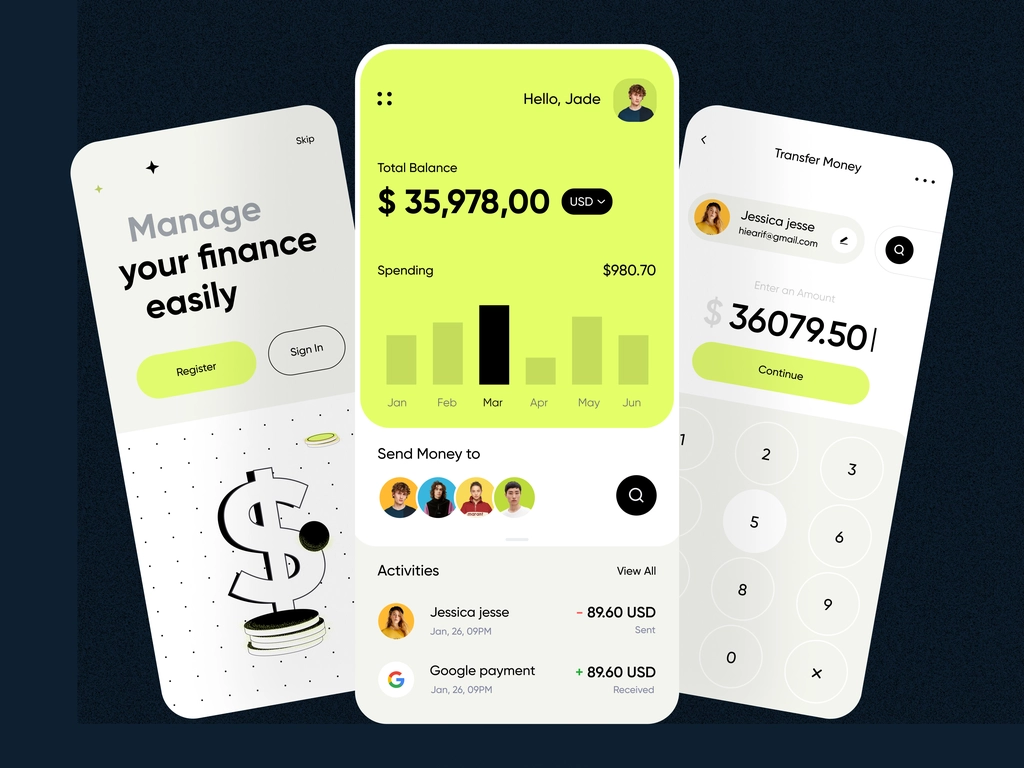 Skip
Manage
your finance
easily
Register
Sign In
Hello, Jade
Total Balance
$ 35,978,00
USD
Spending
$980.70
Jan
Feb
Mar
Apr
May
Jun
Send Money to
Activities
View All
Jessica jesse
- 89.60 USD
Jan, 26, 09PM
Sent
Google payment
+ 89.60 USD
Jan, 26, 09PM
Received
Transfer Money
Jessica jesse
hiearif@gmail.com
Enter an Amount
$ 36079.50
Continue
1
2
3
5
6
8
9
0
×